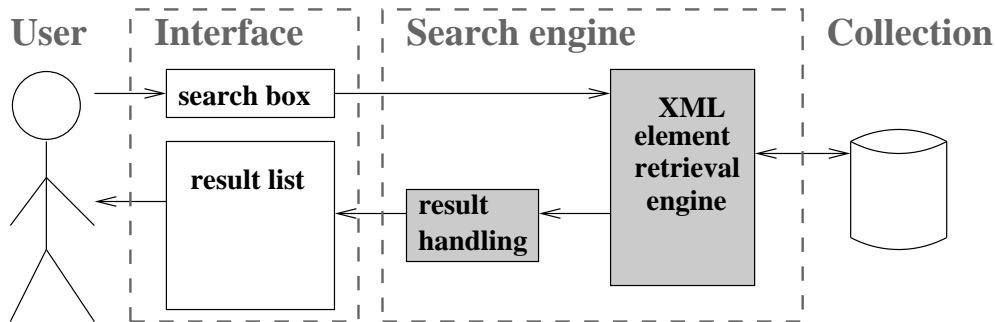 User
Interface
Search engine
Collection
search box
result list
result
handling
XML
element
retrieval
engine